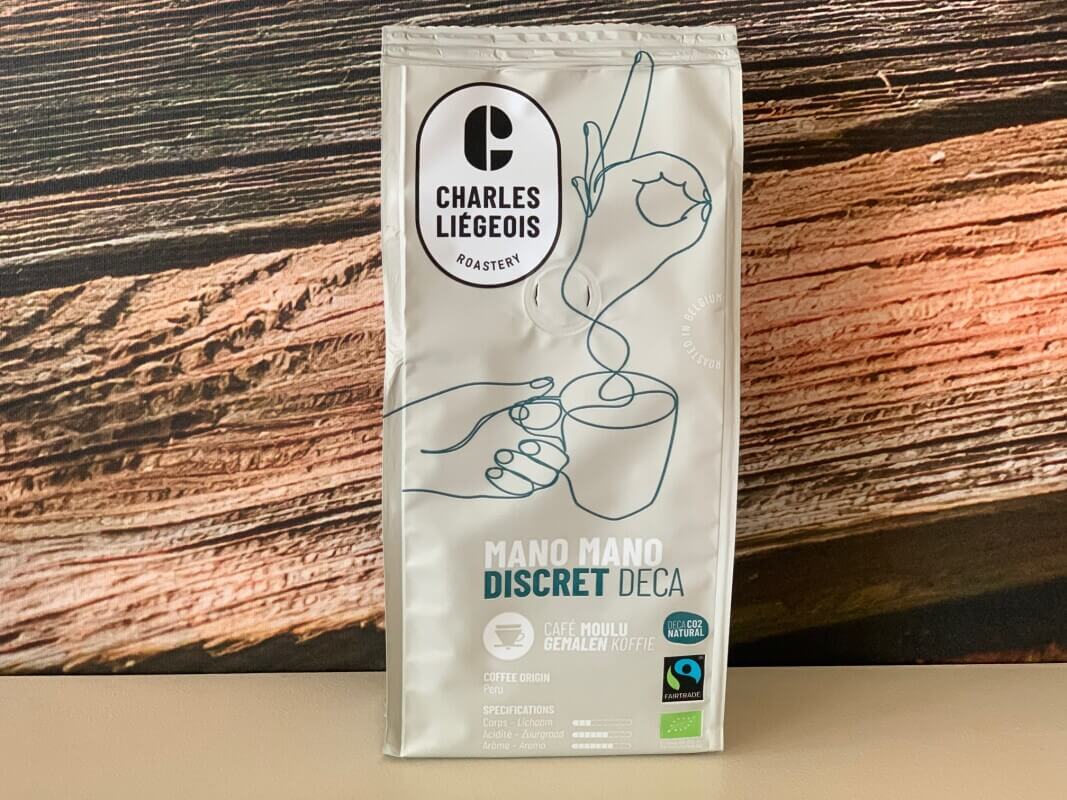 CHARLES
LIÉGEOIS
ROASTERY
ROASTED IN BELGIUM
MANO MANO
DISCRET DECA
CAFÉ MOULU
GEMALEN KOFFIE
DECA CO2
NATURAL
COFFEE ORIGIN
Peru
FAIRTRADE
SPECIFICATIONS
Corps - Lichaam
Acidité - Zuurgraad
Arôme - Aroma